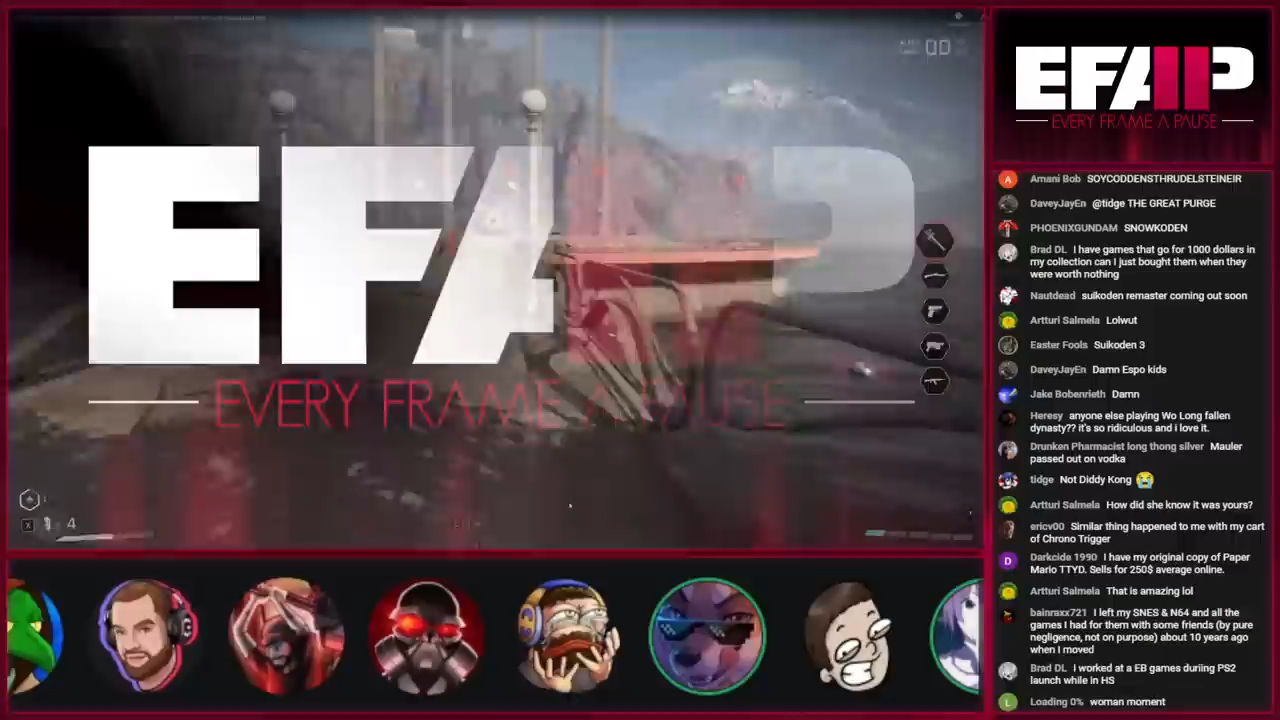 EFAP
EVERY FRAME A PAUSE
4
EFAP
EVERY FRAME A PAUSE
Amani Bob SOYCODDENSTHRUDELSTEINEIR
DaveyJayEn @tidge THE GREAT PURGE
PHOENIXGUNDAM SNOWKODEN
Brad DL I have games that go for 1000 dollars in
my collection can I just bought them when they
were worth nothing
Nautdead suikoden remaster coming out soon
Artturi Salmela Lolwut
Easter Fools Suikoden 3
DaveyJayEn Damn Espo kids
Jake Bobenrieth Damn
Heresy anyone else playing Wo Long fallen
dynasty?? it's so ridiculous and i love it.
Drunken Pharmacist long thong silver Mauler
passed out on vodka
tidge Not Diddy Kong 😭
Artturi Salmela How did she know it was yours?
ericv00 Similar thing happened to me with my cart
of Chrono Trigger
Darkcide 1990 I have my original copy of Paper
Mario TTYD. Sells for 250$ average online.
Artturi Salmela That is amazing lol
bainraxx721 I left my SNES & N64 and all the
games I had for them with some friends (by pure
negligence, not on purpose) about 10 years ago
when I moved
Brad DL I worked at a EB games duriing PS2
launch while in HS
Loading 0% woman moment